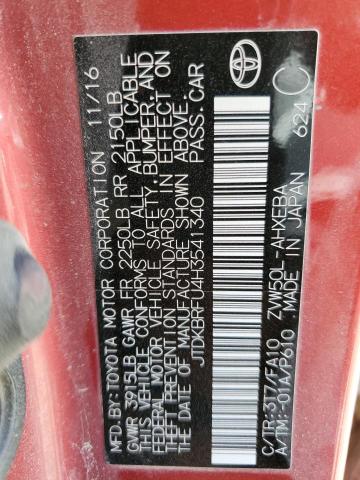 MFD.BY: TOYOTA MOTOR CORPORATION 11/16
GVWR 3915LB GAWR FR 2250LB RR 2150LB
THIS VEHICLE CONFORMS TO ALL APPLICABLE
FEDERAL MOTOR VEHICLE SAFETY, BUMPER, AND
THEFT PREVENTION STANDARDS IN EFFECT ON
THE DATE OF MANUFACTURE SHOWN ABOVE.
JTDKBRFU4H3541340 PASS.CAR
C/TR:3T7/FA10 ZVW50L-AHXEBA
A/TM:-01A/P610 MADE IN JAPAN
624 C
TOYOTA